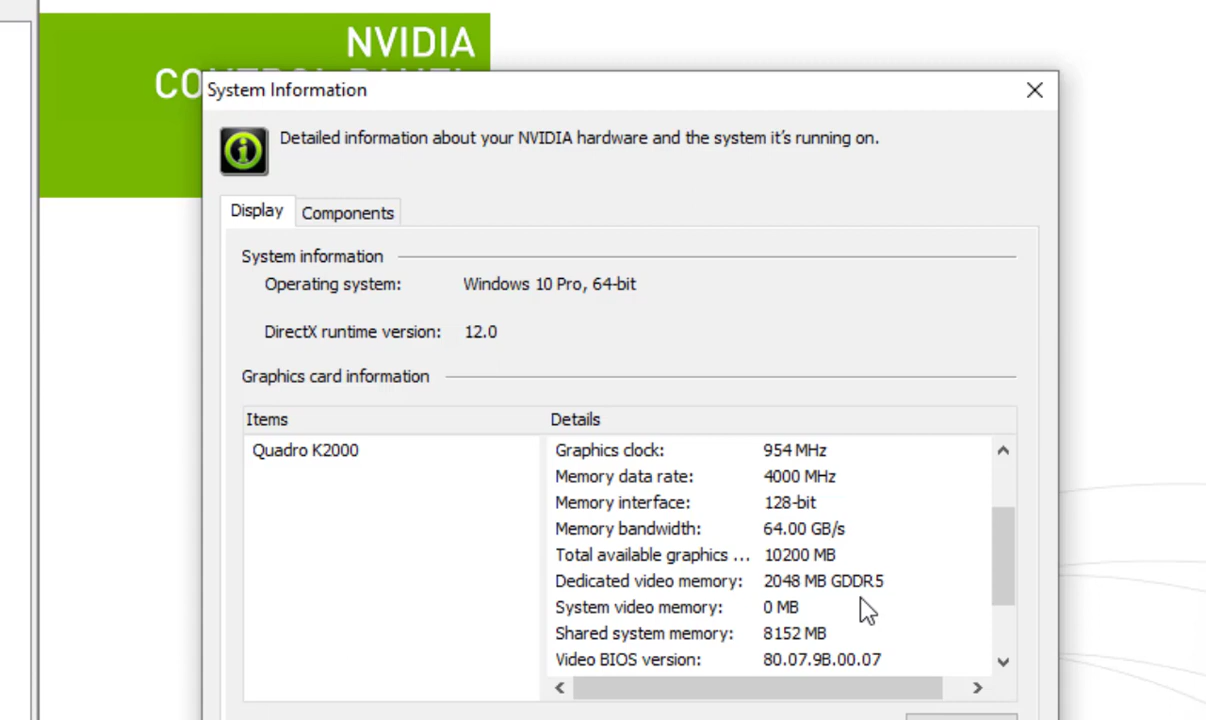 NVIDIA
CONTROL PANEL
System Information
Detailed information about your NVIDIA hardware and the system it's running on.
Display Components
System information
Operating system: Windows 10 Pro, 64-bit
DirectX runtime version: 12.0
Graphics card information
Items Details
Quadro K2000 Graphics clock: 954 MHz
Memory data rate: 4000 MHz
Memory interface: 128-bit
Memory bandwidth: 64.00 GB/s
Total available graphics ... 10200 MB
Dedicated video memory: 2048 MB GDDR5
System video memory: 0 MB
Shared system memory: 8152 MB
Video BIOS version: 80.07.9B.00.07